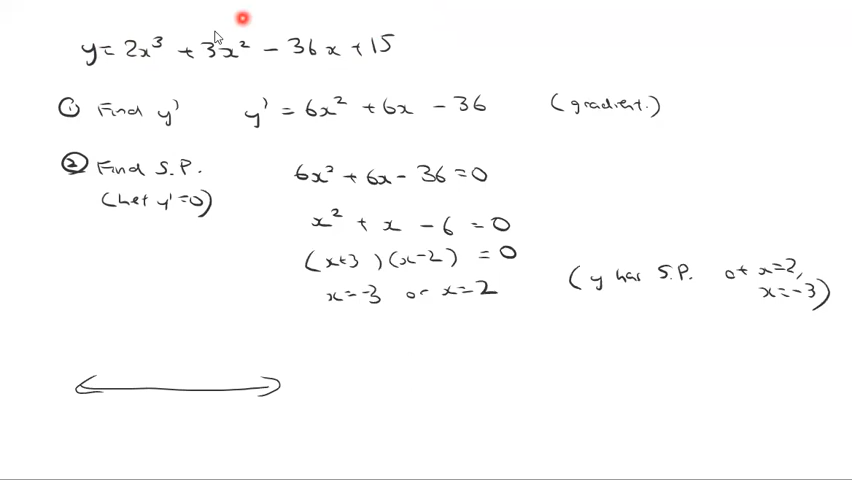 y = 2x³ + 3x² - 36x + 15
① Find y' y' = 6x² + 6x - 36 (gradient.)
② Find S.P. 6x² + 6x - 36 = 0
(Let y'=0)
x² + x - 6 = 0
(x+3)(x-2) = 0
x=-3 or x=2 (y has S.P. at x=2,
x=-3)